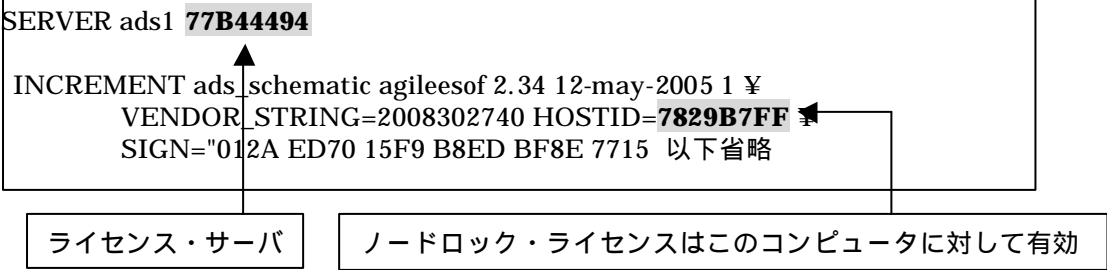 SERVER ads1 77B44494
INCREMENT ads_schematic agileesof 2.34 12-may-2005 1 ¥
VENDOR_STRING=2008302740 HOSTID=7829B7FF ¥
SIGN="012A ED70 15F9 B8ED BF8E 7715 以下省略
ライセンス・サーバ
ノードロック・ライセンスはこのコンピュータに対して有効